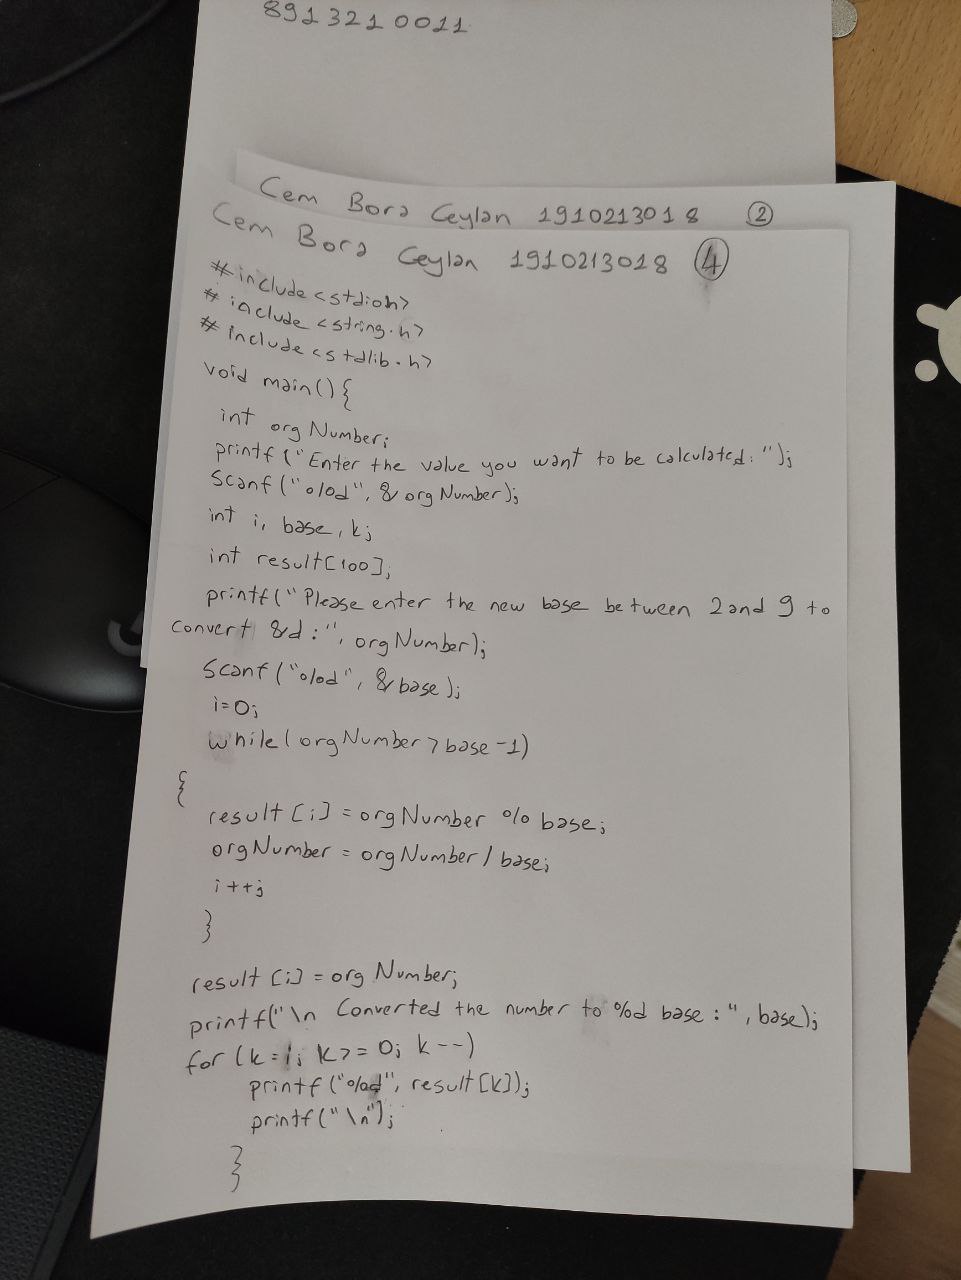 8913210011
Cem Bora Ceylan 1910213018 2
Cem Bora Ceylan 1910213018 4
#include<stdio.h>
#include <string.h>
#include <stdlib.h>
void main(){
int orgNumber;
printf("Enter the value you want to be calculated: ");
scanf("%d", &orgNumber);
int i, base, k;
int result[100];
printf("Please enter the new base between 2 and 9 to
convert &d:", orgNumber);
scanf("%d", &base);
i=0;
while(orgNumber>base-1)
{
result[i] = orgNumber % base;
orgNumber = orgNumber / base;
i++;
}
result[i] = orgNumber;
printf("\n Converted the number to %d base :", base);
for (k=i; k>=0; k--)
printf("%d", result[k]);
printf("\n");
}